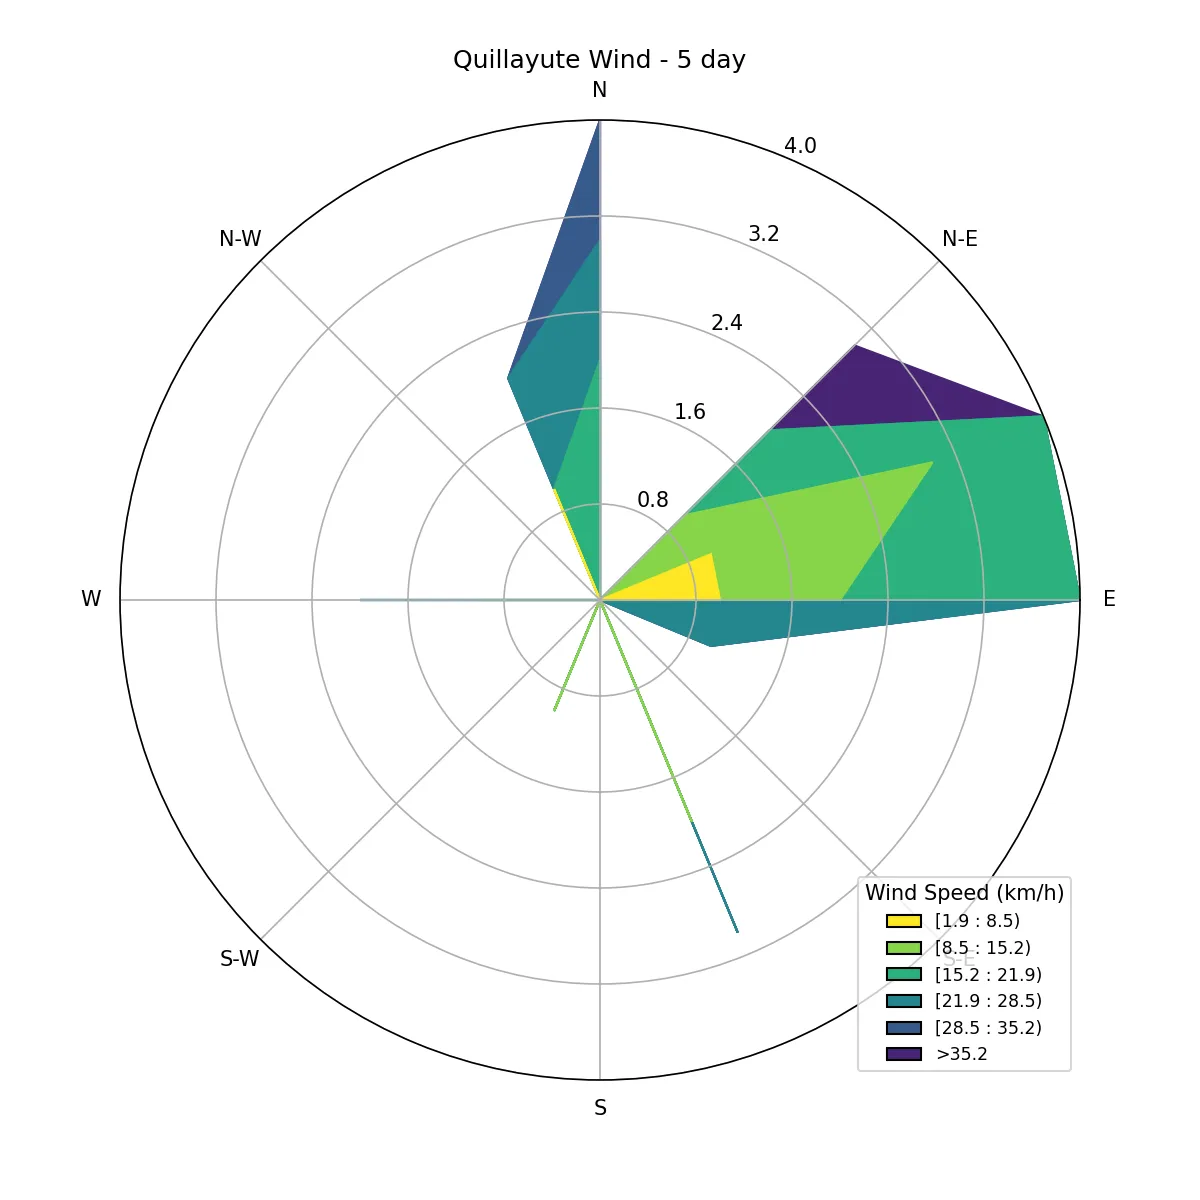 Quillayute Wind - 5 day
N
4.0
3.2
N-W
N-E
2.4
1.6
0.8
W
E
Wind Speed (km/h)
[1.9 : 8.5)
[8.5 : 15.2)
S-W
S-E
[15.2 : 21.9)
[21.9 : 28.5)
[28.5 : 35.2)
>35.2
S